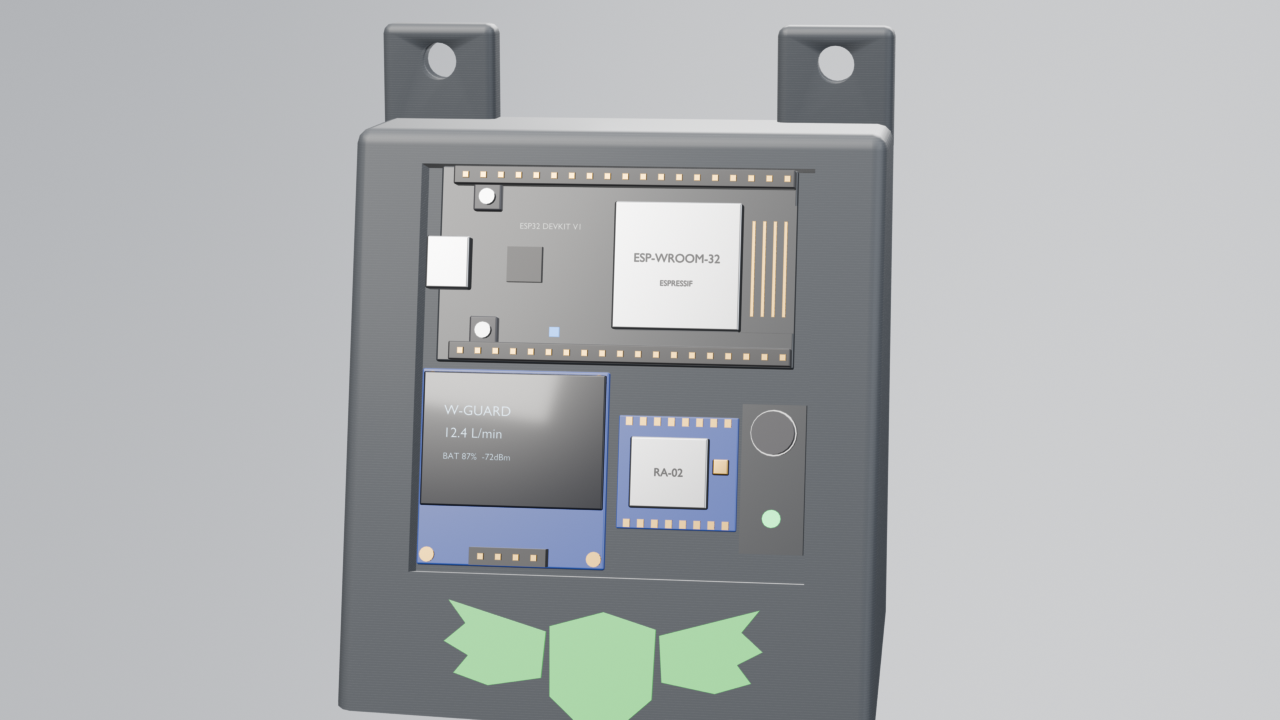 ESP32 DEVKIT V1
ESP-WROOM-32
ESPRESSIF
W-GUARD
12.4 L/min
BAT 87% -72dBm
RA-02